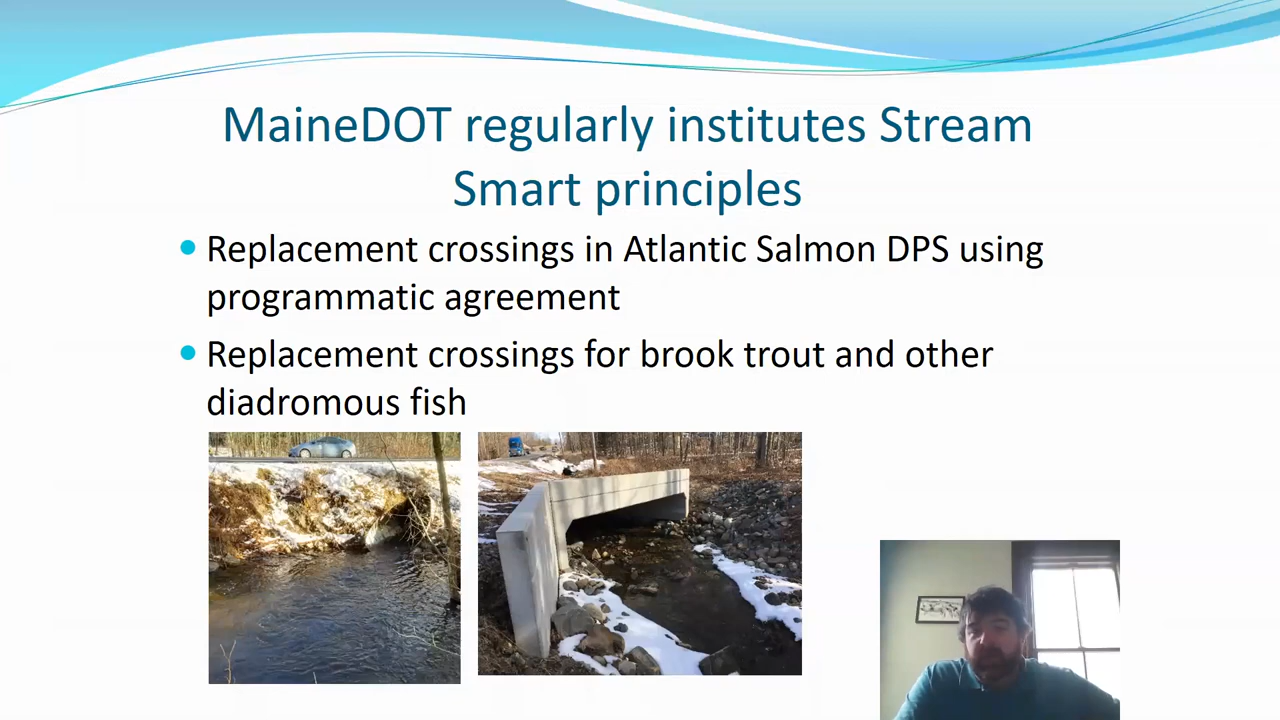 MaineDOT regularly institutes Stream
Smart principles
Replacement crossings in Atlantic Salmon DPS using
programmatic agreement
Replacement crossings for brook trout and other
diadromous fish